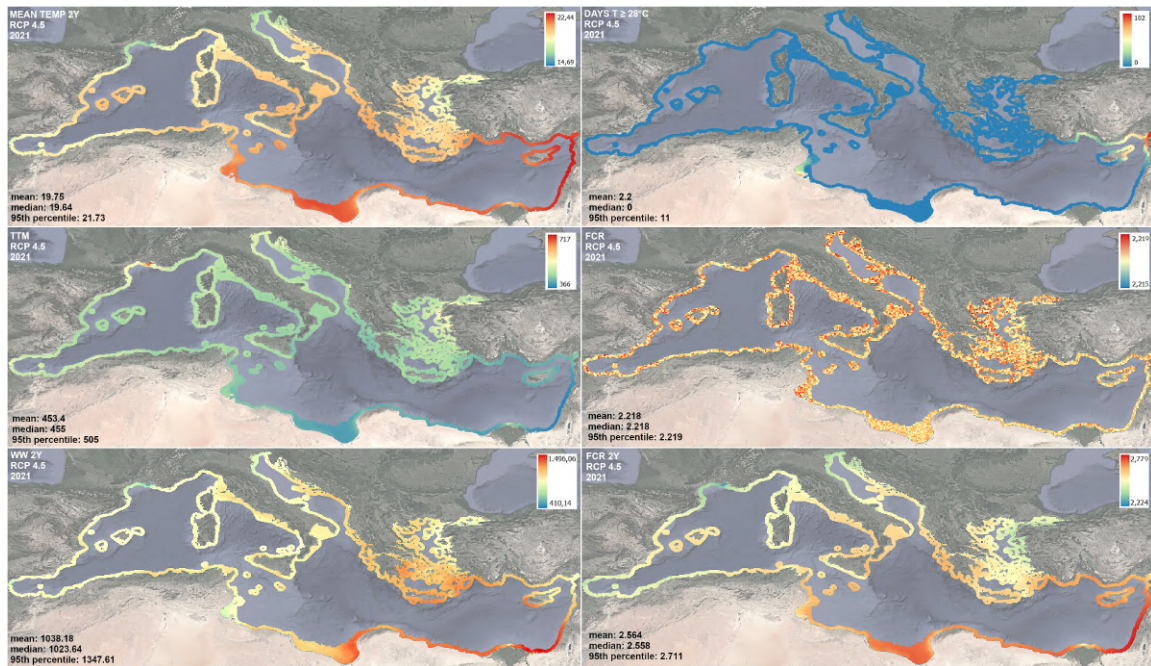 MEAN TEMP 2Y
RCP 4.5
2021
22,44
14,69
mean: 19.75
median: 19.64
95th percentile: 21.73
DAYS T ≥ 28°C
RCP 4.5
2021
102
0
mean: 2.2
median: 0
95th percentile: 11
TTM
RCP 4.5
2021
717
366
mean: 453.4
median: 455
95th percentile: 505
FCR
RCP 4.5
2021
2,219
2,215
mean: 2.218
median: 2.218
95th percentile: 2.219
WW 2Y
RCP 4.5
2021
1.496,06
410,14
mean: 1038.18
median: 1023.64
95th percentile: 1347.61
FCR 2Y
RCP 4.5
2021
2,779
2,224
mean: 2.564
median: 2.558
95th percentile: 2.711